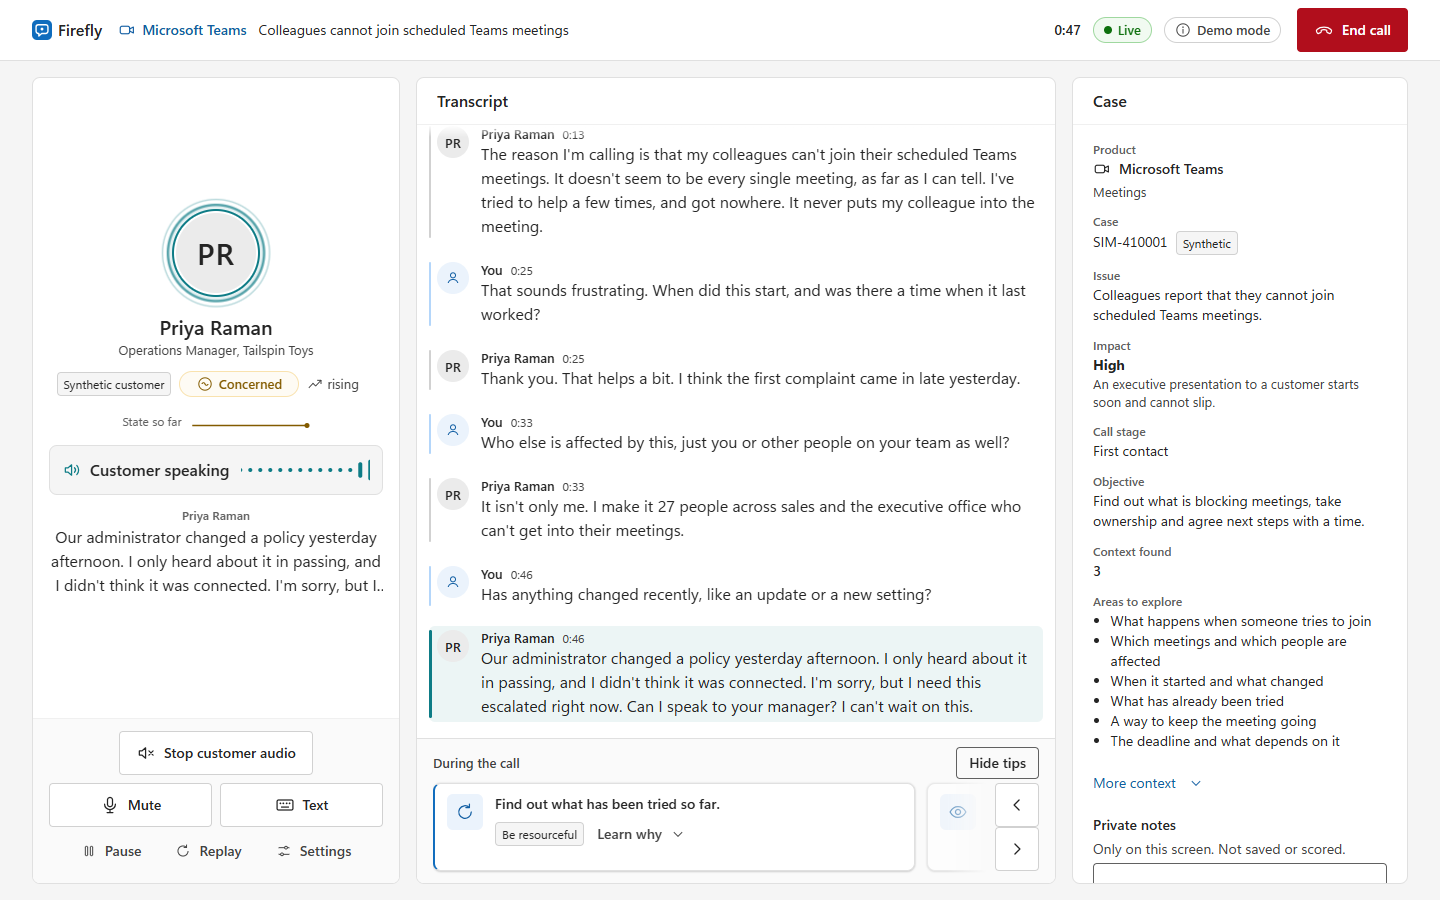 Firefly
Microsoft Teams
Colleagues cannot join scheduled Teams meetings
0:47
Live
Demo mode
End call
PR
Priya Raman
Operations Manager, Tailspin Toys
Synthetic customer
Concerned
rising
State so far
Customer speaking
Priya Raman
Our administrator changed a policy yesterday
afternoon. I only heard about it in passing, and
I didn't think it was connected. I'm sorry, but I..
Stop customer audio
Mute
Text
Pause
Replay
Settings
Transcript
PR
Priya Raman 0:13
The reason I'm calling is that my colleagues can't join their scheduled Teams
meetings. It doesn't seem to be every single meeting, as far as I can tell. I've
tried to help a few times, and got nowhere. It never puts my colleague into the
meeting.
You 0:25
That sounds frustrating. When did this start, and was there a time when it last
worked?
PR
Priya Raman 0:25
Thank you. That helps a bit. I think the first complaint came in late yesterday.
You 0:33
Who else is affected by this, just you or other people on your team as well?
PR
Priya Raman 0:33
It isn't only me. I make it 27 people across sales and the executive office who
can't get into their meetings.
You 0:46
Has anything changed recently, like an update or a new setting?
PR
Priya Raman 0:46
Our administrator changed a policy yesterday afternoon. I only heard about it
in passing, and I didn't think it was connected. I'm sorry, but I need this
escalated right now. Can I speak to your manager? I can't wait on this.
During the call
Hide tips
Find out what has been tried so far.
Be resourceful
Learn why
Case
Product
Microsoft Teams
Meetings
Case
SIM-410001
Synthetic
Issue
Colleagues report that they cannot join
scheduled Teams meetings.
Impact
High
An executive presentation to a customer starts
soon and cannot slip.
Call stage
First contact
Objective
Find out what is blocking meetings, take
ownership and agree next steps with a time.
Context found
3
Areas to explore
• What happens when someone tries to join
• Which meetings and which people are
affected
• When it started and what changed
• What has already been tried
• A way to keep the meeting going
• The deadline and what depends on it
More context
Private notes
Only on this screen. Not saved or scored.